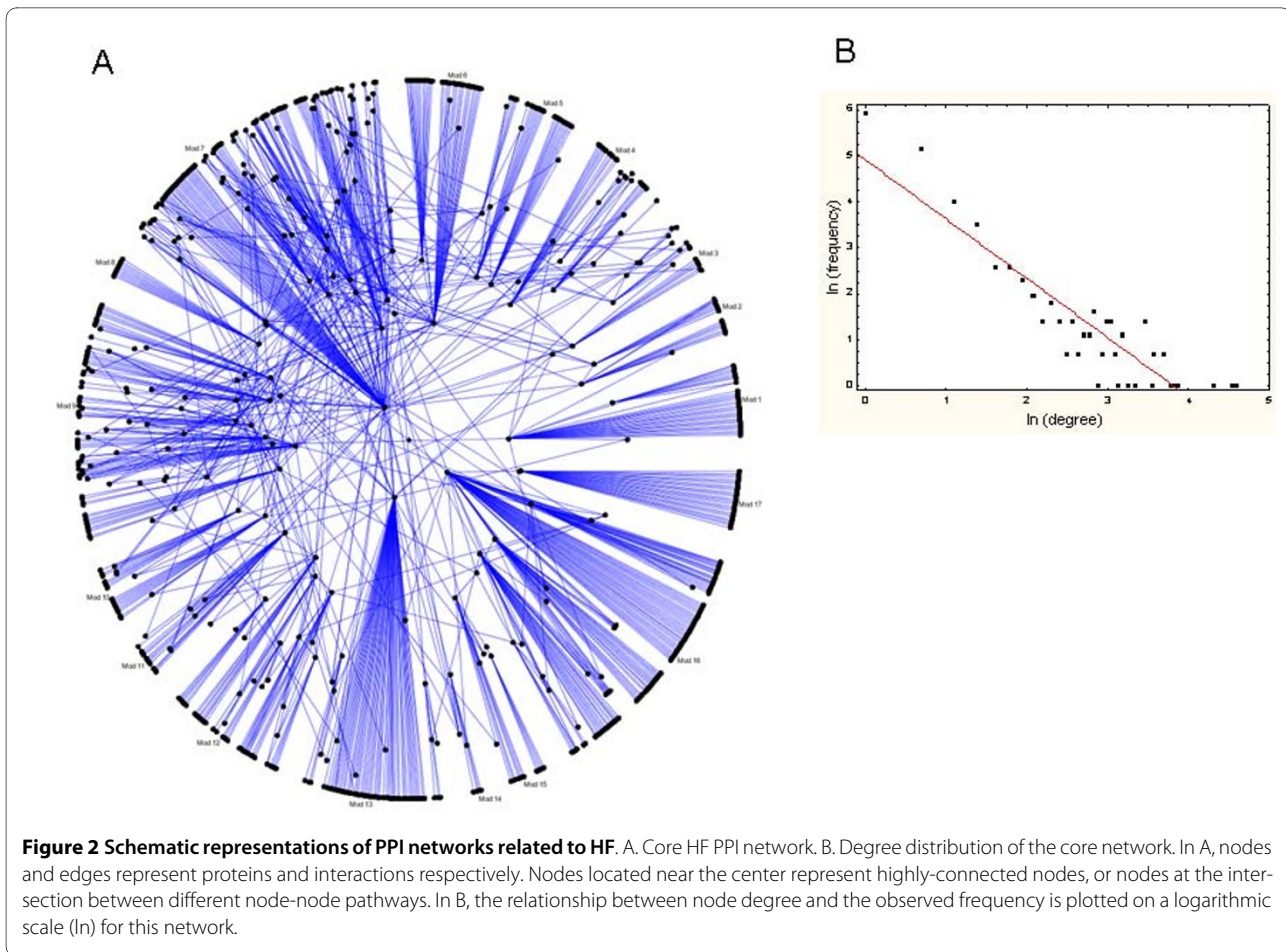 A
B
Mod 6
Mod 5
Mod 4
Mod 3
Mod 2
Mod 1
Mod 17
Mod 16
Mod 15
Mod 14
Mod 13
Mod 12
Mod 11
Mod 10
Mod 9
Mod 8
Mod 7
6
5
4
3
2
1
0
ln (frequency)
0 1 2 3 4 5
ln (degree)
Figure 2 Schematic representations of PPI networks related to HF. A. Core HF PPI network. B. Degree distribution of the core network. In A, nodes
and edges represent proteins and interactions respectively. Nodes located near the center represent highly-connected nodes, or nodes at the inter-
section between different node-node pathways. In B, the relationship between node degree and the observed frequency is plotted on a logarithmic
scale (ln) for this network.